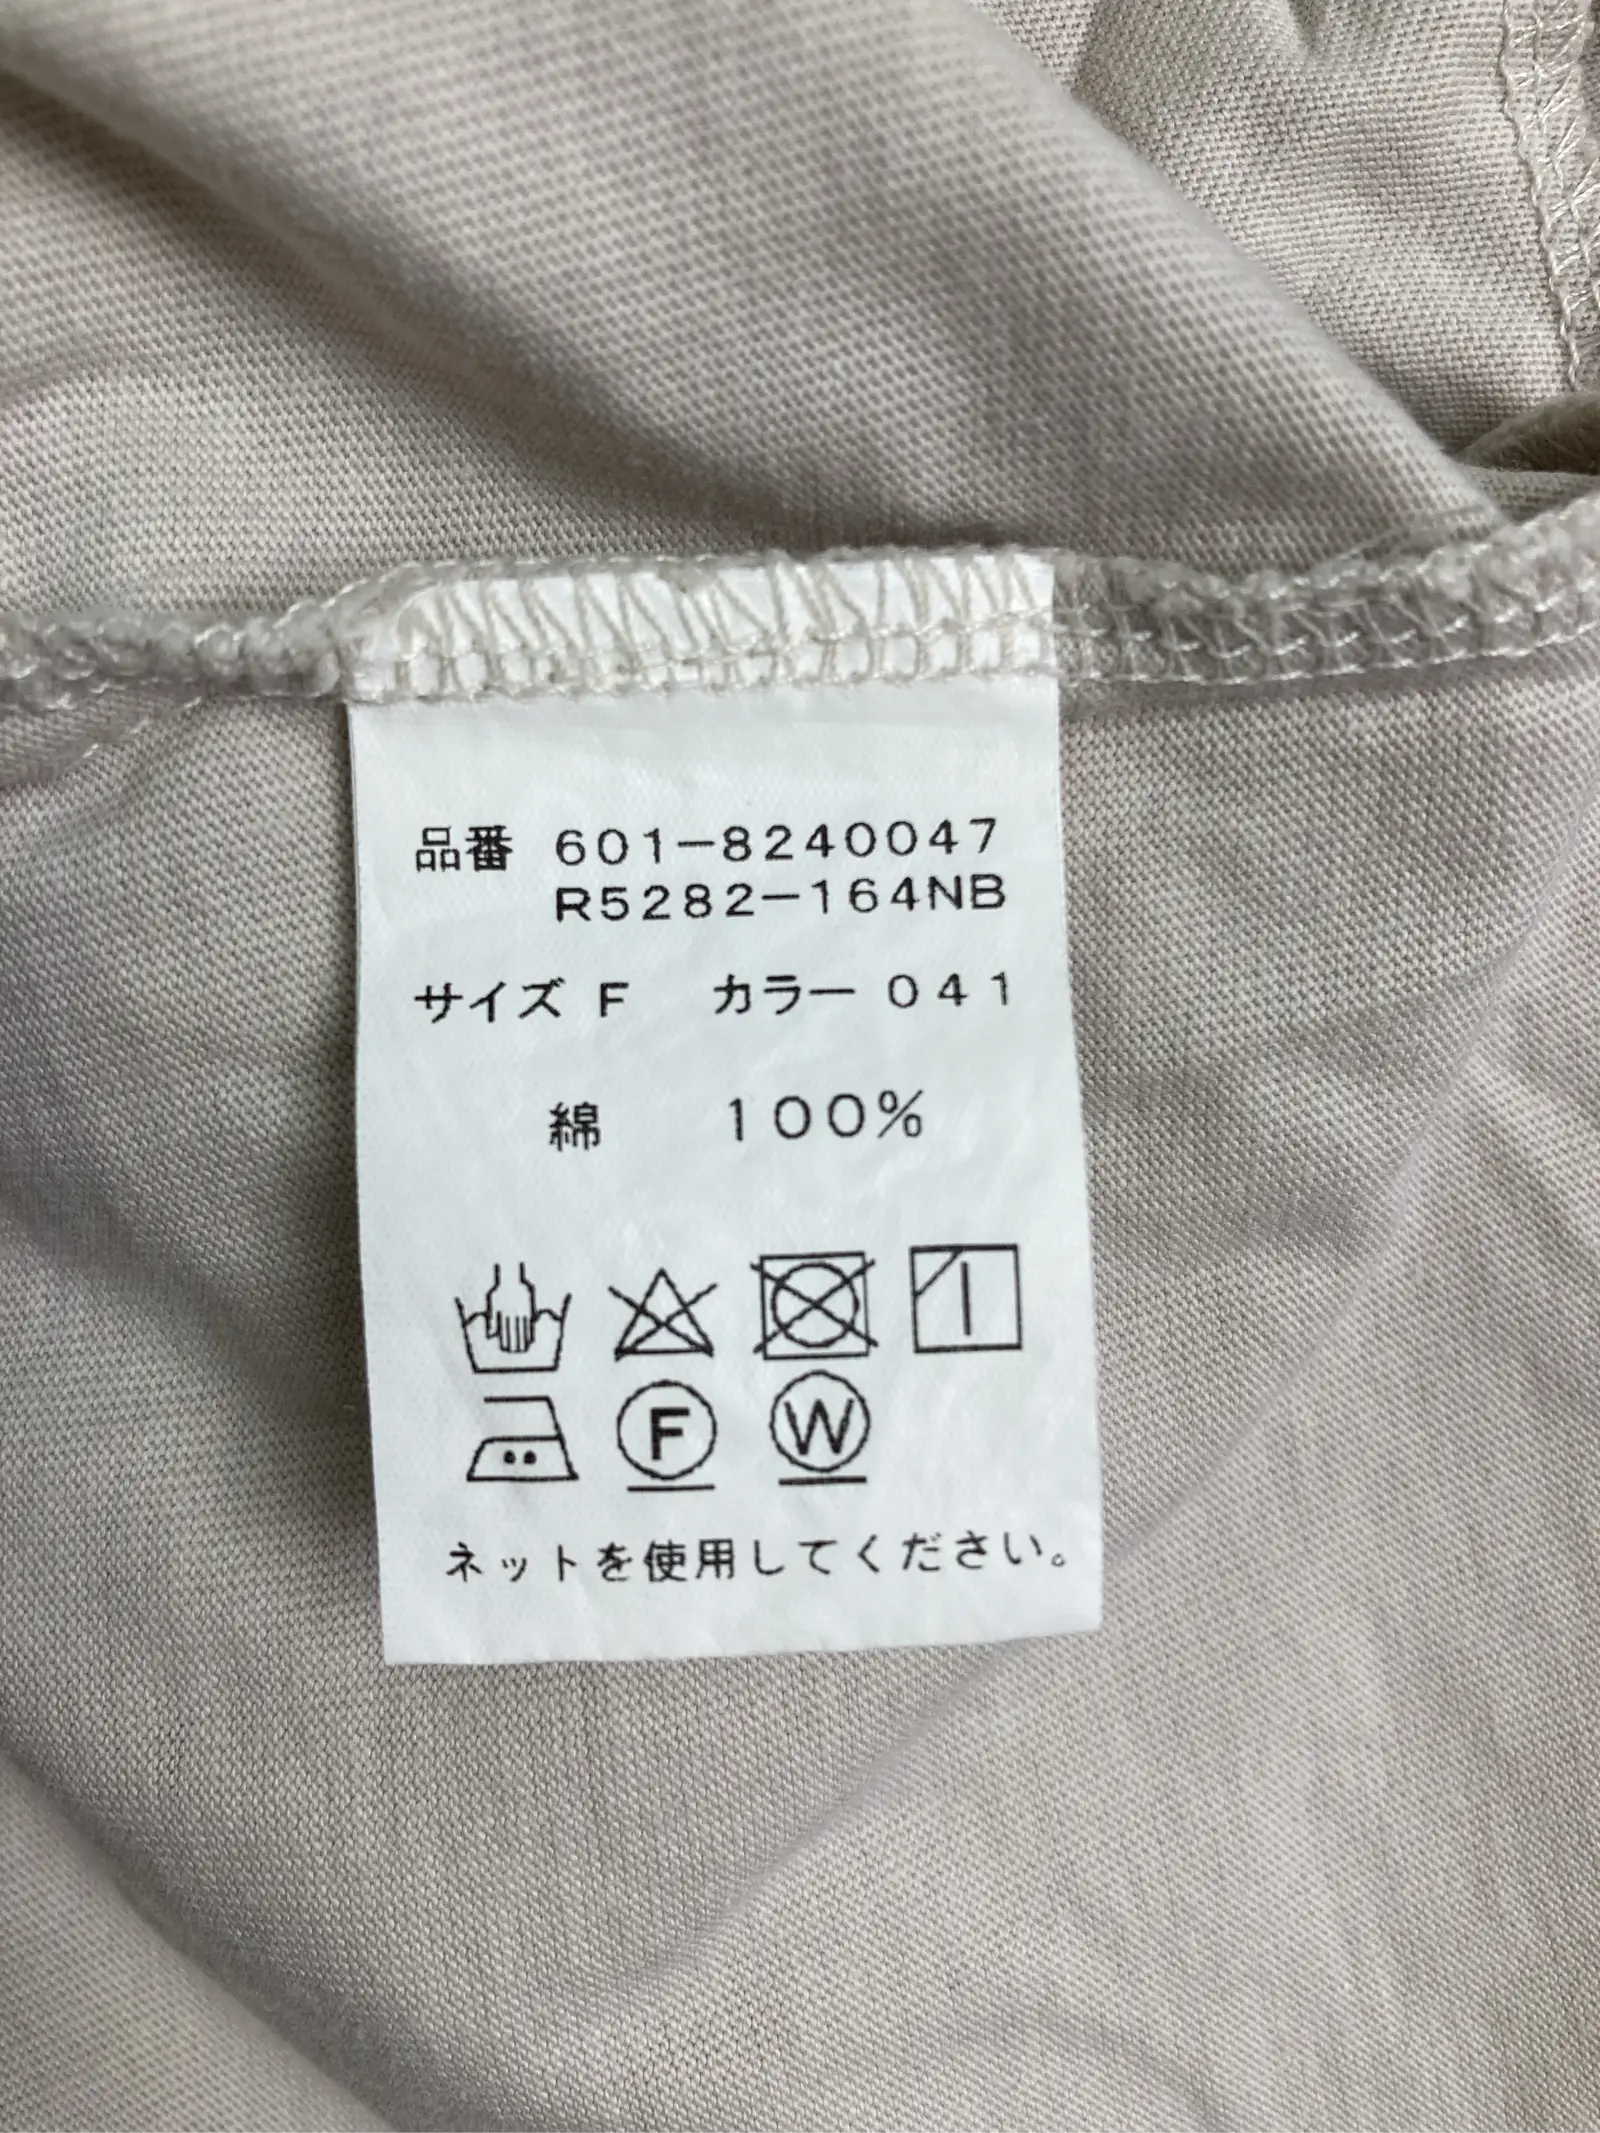 品番 601-8240047
R5282-164NB
サイズ F カラー 041
綿 100%
F W
ネットを使用してください。